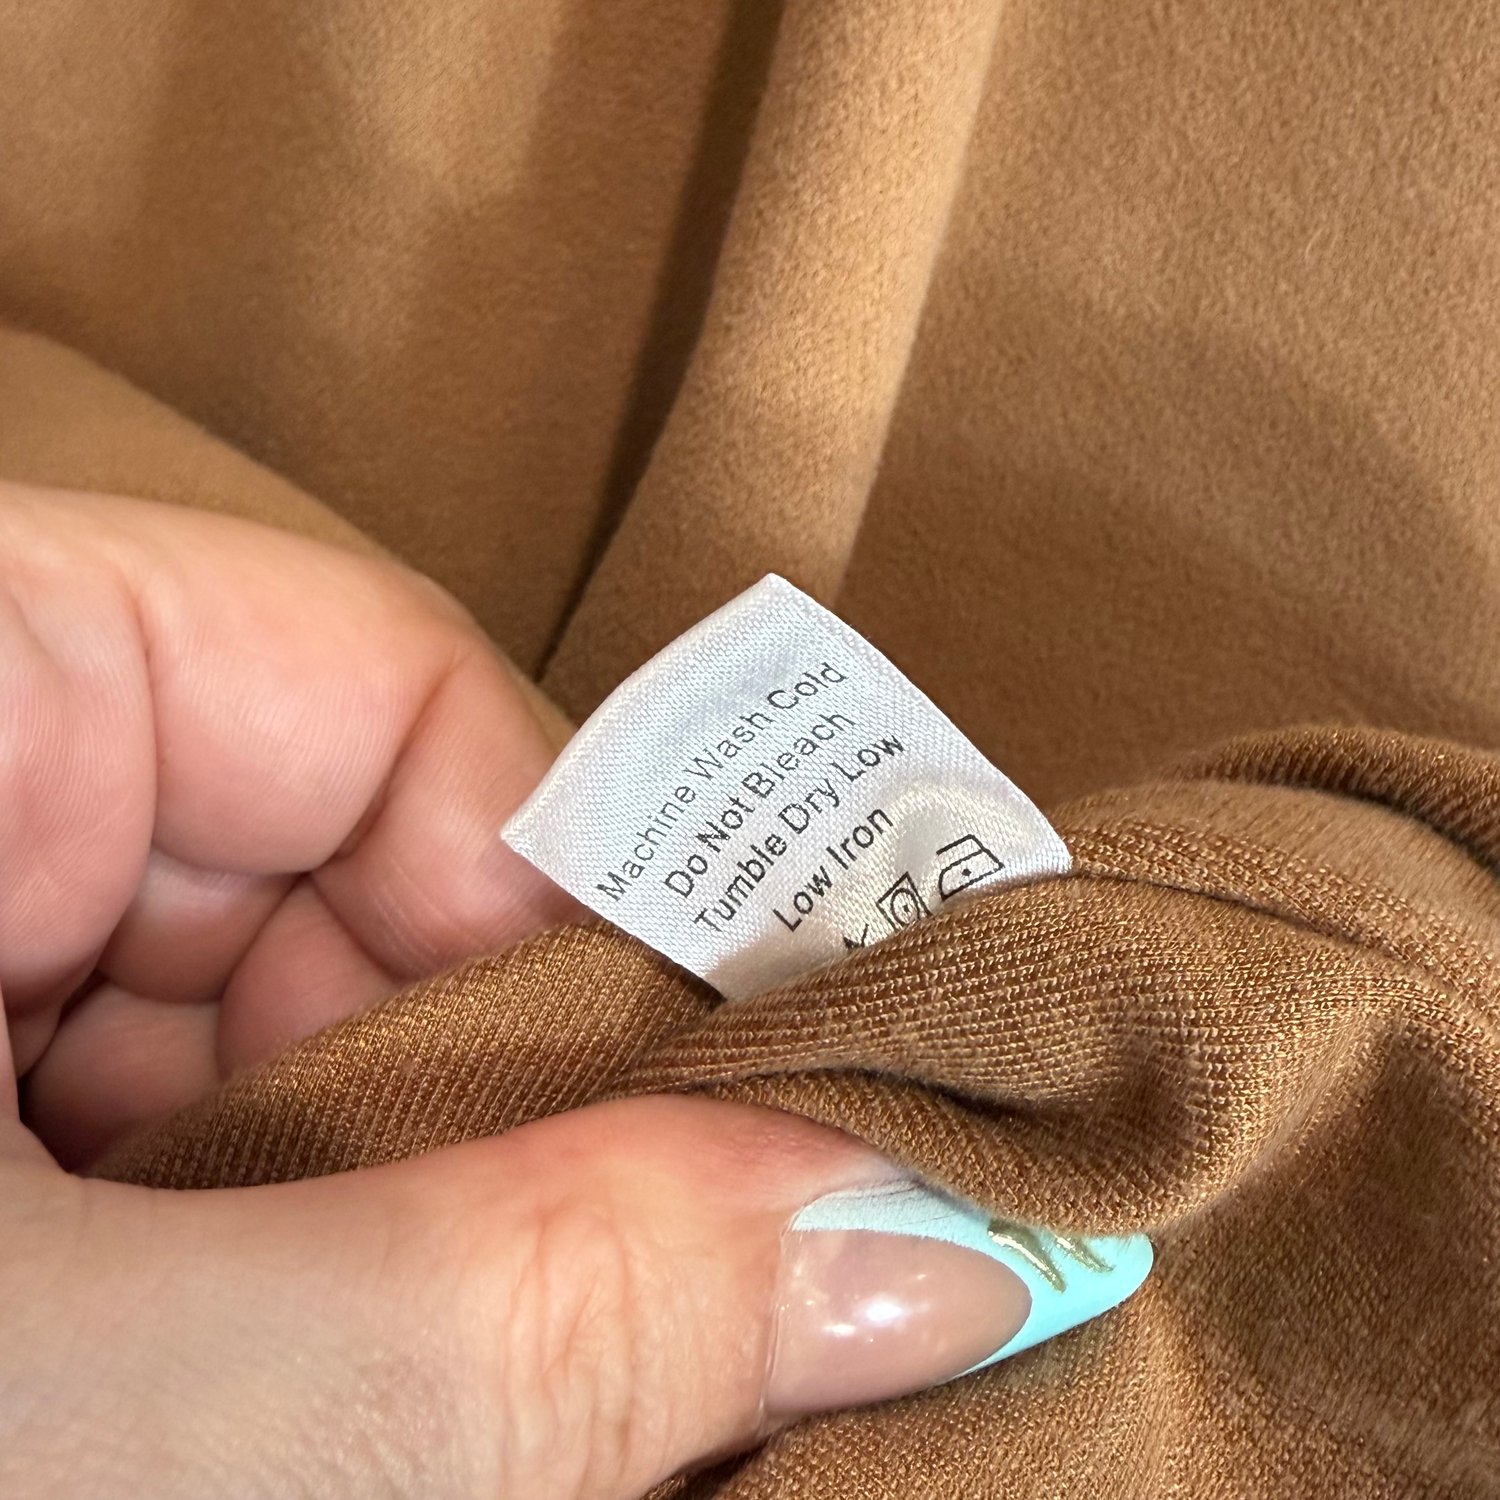 Machine Wash Cold
Do Not Bleach
Tumble Dry Low
Low Iron